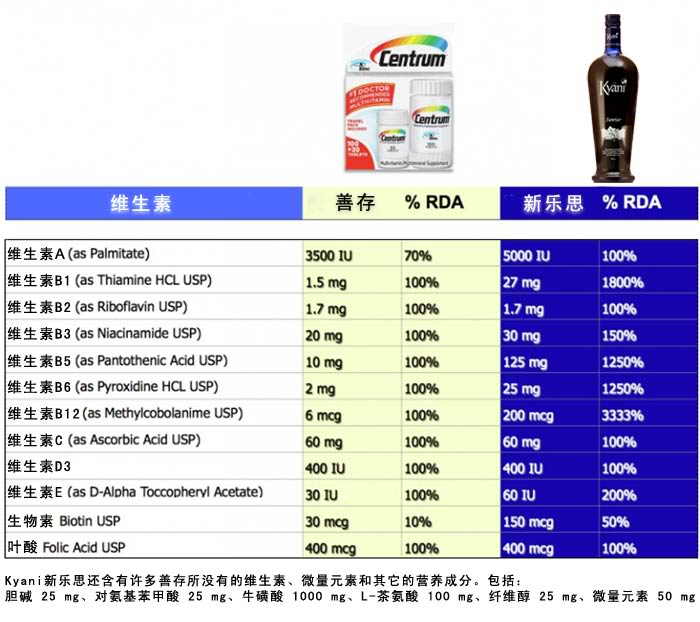 Centrum
#1 DOCTOR
RECOMMENDED
MULTIVITAMIN
TRAVEL
PACK
INCLUDED
100
+30
TABLETS
Centrum
Centrum
Multivitamin/Multimineral Supplement
Kyäni
Sunrise
维生素 善存 % RDA 新乐思 % RDA
维生素A (as Palmitate) 3500 IU 70% 5000 IU 100%
维生素B1 (as Thiamine HCL USP) 1.5 mg 100% 27 mg 1800%
维生素B2 (as Riboflavin USP) 1.7 mg 100% 1.7 mg 100%
维生素B3 (as Niacinamide USP) 20 mg 100% 30 mg 150%
维生素B5 (as Pantothenic Acid USP) 10 mg 100% 125 mg 1250%
维生素B6 (as Pyroxidine HCL USP) 2 mg 100% 25 mg 1250%
维生素B12 (as Methylcobolanime USP) 6 mcg 100% 200 mcg 3333%
维生素C (as Ascorbic Acid USP) 60 mg 100% 60 mg 100%
维生素D3 400 IU 100% 400 IU 100%
维生素E (as D-Alpha Toccopheryl Acetate) 30 IU 100% 60 IU 200%
生物素 Biotin USP 30 mcg 10% 150 mcg 50%
叶酸 Folic Acid USP 400 mcg 100% 400 mcg 100%
Kyani新乐思还含有许多善存所没有的维生素、微量元素和其它的营养成分。包括:
胆碱 25 mg、对氨基苯甲酸 25 mg、牛磺酸 1000 mg、L-茶氨酸 100 mg、纤维醇 25 mg、微量元素 50 mg